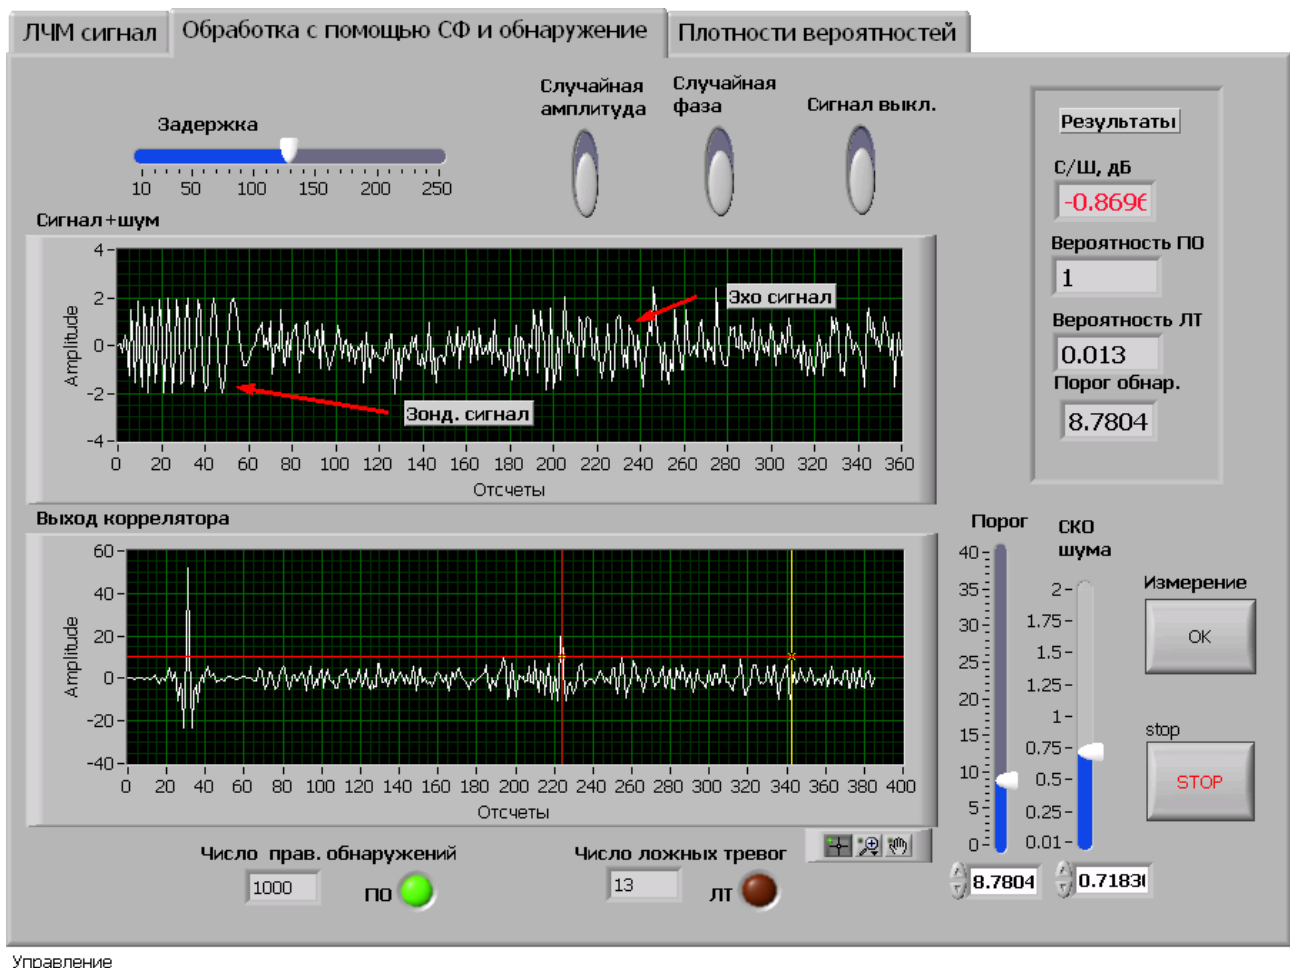 ЛЧМ сигнал
Обработка с помощью СФ и обнаружение
Плотности вероятностей
Задержка
10 50 100 150 200 250
Случайная
амплитуда
Случайная
фаза
Сигнал выкл.
Результаты
С/Ш, дБ
-0.8696
Вероятность ПО
1
Вероятность ЛТ
0.013
Порог обнар.
8.7804
Сигнал+шум
Amplitude
4
2
0
-2
-4
Эхо сигнал
Зонд. сигнал
0 20 40 60 80 100 120 140 160 180 200 220 240 260 280 300 320 340 360
Отсчеты
Выход коррелятора
Amplitude
60
40
20
0
-20
-40
0 20 40 60 80 100 120 140 160 180 200 220 240 260 280 300 320 340 360 380 400
Отсчеты
Порог
40
35
30
25
20
15
10
5
0
8.7804
СКО
шума
2
1.75
1.5
1.25
1
0.75
0.5
0.25
0.01
Измерение
OK
stop
STOP
Число прав. обнаружений
1000
ПО
Число ложных тревог
13
ЛТ
Управление